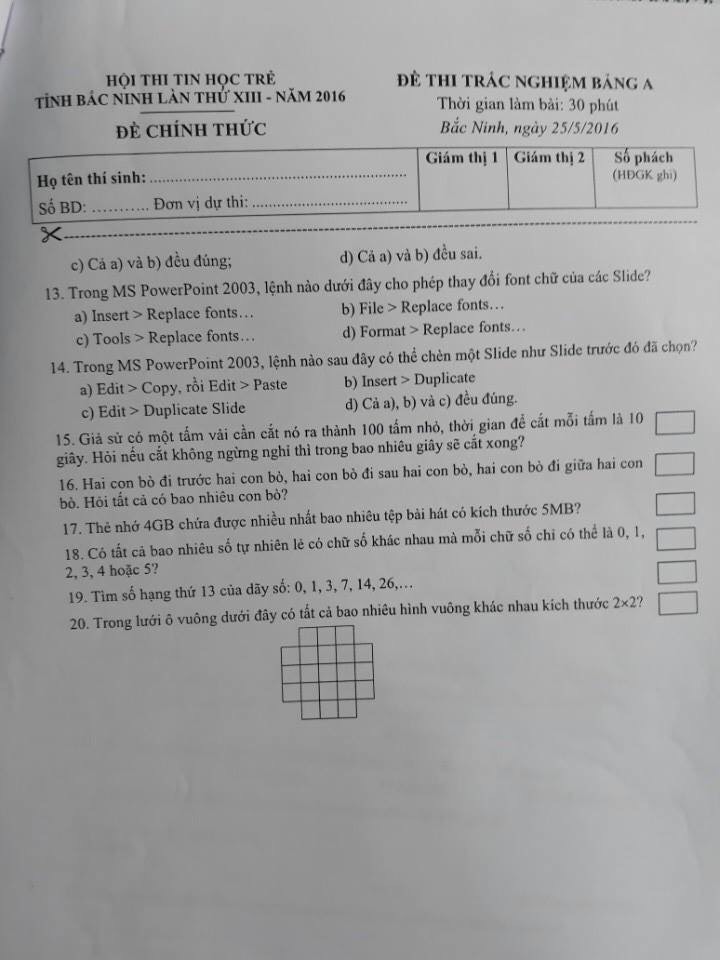 HỘI THI TIN HỌC TRẺ
TỈNH BẮC NINH LẦN THỨ XIII - NĂM 2016
ĐỀ CHÍNH THỨC
ĐỀ THI TRẮC NGHIỆM BẢNG A
Thời gian làm bài: 30 phút
Bắc Ninh, ngày 25/5/2016
Họ tên thí sinh: ................................................
Số BD: ........... Đơn vị dự thi: ................................
Giám thị 1 Giám thị 2 Số phách
(HĐGK ghi)
c) Cả a) và b) đều đúng; d) Cả a) và b) đều sai.
13. Trong MS PowerPoint 2003, lệnh nào dưới đây cho phép thay đổi font chữ của các Slide?
a) Insert > Replace fonts… b) File > Replace fonts…
c) Tools > Replace fonts… d) Format > Replace fonts…
14. Trong MS PowerPoint 2003, lệnh nào sau đây có thể chèn một Slide như Slide trước đó đã chọn?
a) Edit > Copy, rồi Edit > Paste b) Insert > Duplicate
c) Edit > Duplicate Slide d) Cả a), b) và c) đều đúng.
15. Giả sử có một tấm vải cần cắt nó ra thành 100 tấm nhỏ, thời gian để cắt mỗi tấm là 10
giây. Hỏi nếu cắt không ngừng nghỉ thì trong bao nhiêu giây sẽ cắt xong?
16. Hai con bò đi trước hai con bò, hai con bò đi sau hai con bò, hai con bò đi giữa hai con
bò. Hỏi tất cả có bao nhiêu con bò?
17. Thẻ nhớ 4GB chứa được nhiều nhất bao nhiêu tệp bài hát có kích thước 5MB?
18. Có tất cả bao nhiêu số tự nhiên lẻ có chữ số khác nhau mà mỗi chữ số chỉ có thể là 0, 1,
2, 3, 4 hoặc 5?
19. Tìm số hạng thứ 13 của dãy số: 0, 1, 3, 7, 14, 26,…
20. Trong lưới ô vuông dưới đây có tất cả bao nhiêu hình vuông khác nhau kích thước 2×2?